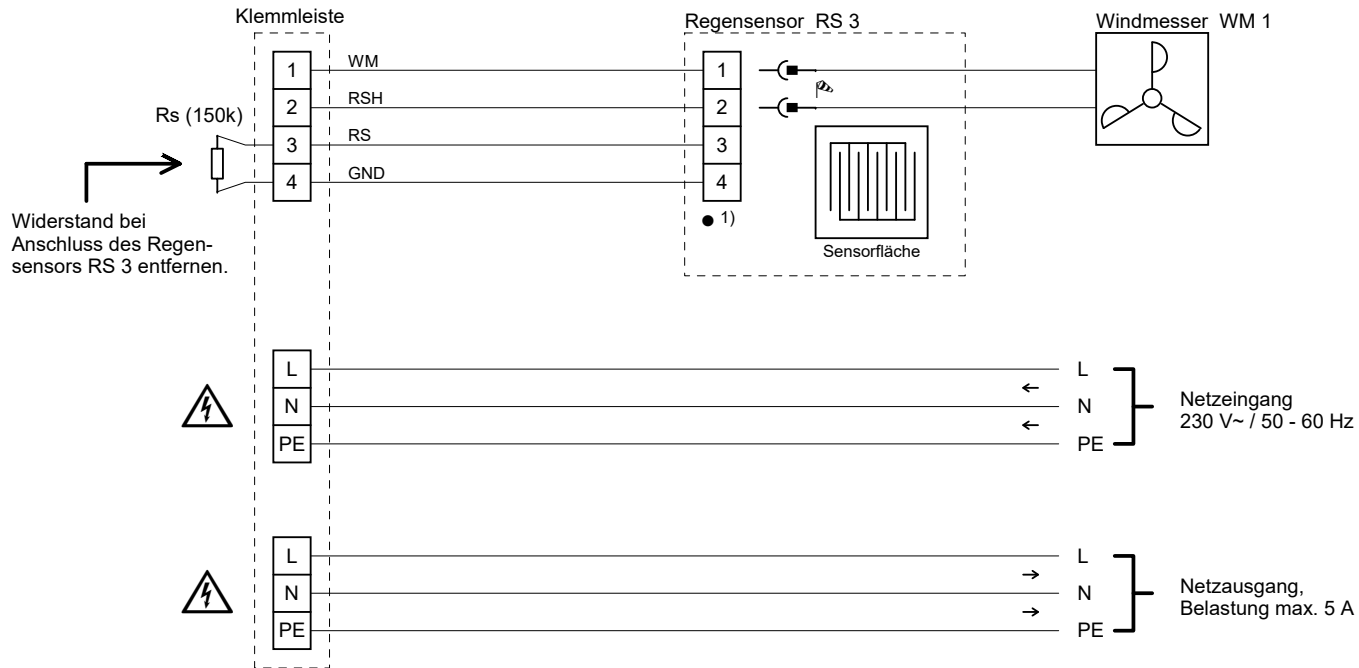 Klemmleiste
Regensensor RS 3
Windmesser WM 1
1 WM 1
2 RSH 2
Rs (150k)
3 RS 3
4 GND 4
1)
Sensorfläche
Widerstand bei
Anschluss des Regen-
sensors RS 3 entfernen.
L L
N N
PE PE
Netzeingang
230 V~ / 50 - 60 Hz
L L
N N
PE PE
Netzausgang,
Belastung max. 5 A